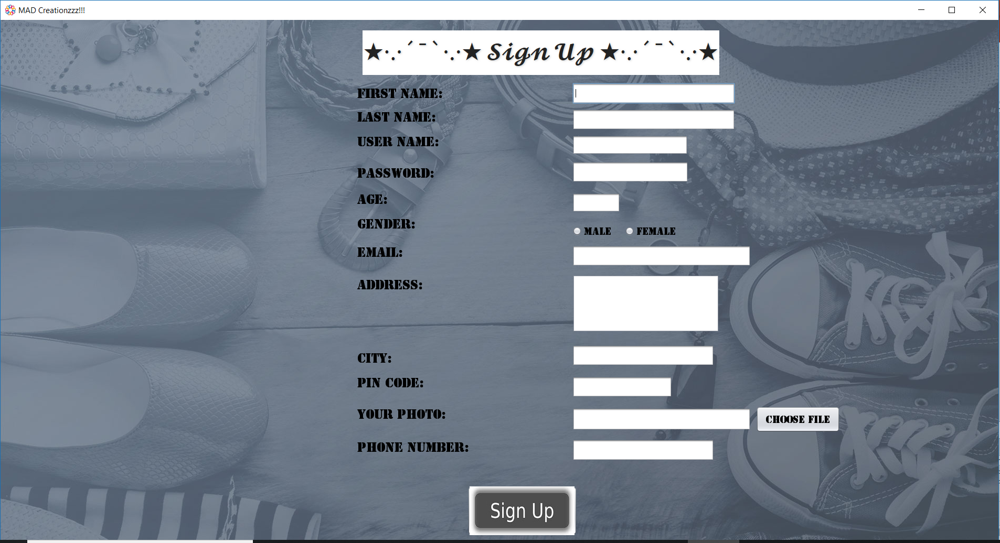 MAD Creationzzz!!!
★·.·´¯`·.·★ Sign Up ★·.·´¯`·.·★
FIRST NAME:
LAST NAME:
USER NAME:
PASSWORD:
AGE:
GENDER:
MALE FEMALE
EMAIL:
ADDRESS:
CITY:
PIN CODE:
YOUR PHOTO: CHOOSE FILE
PHONE NUMBER:
Sign Up